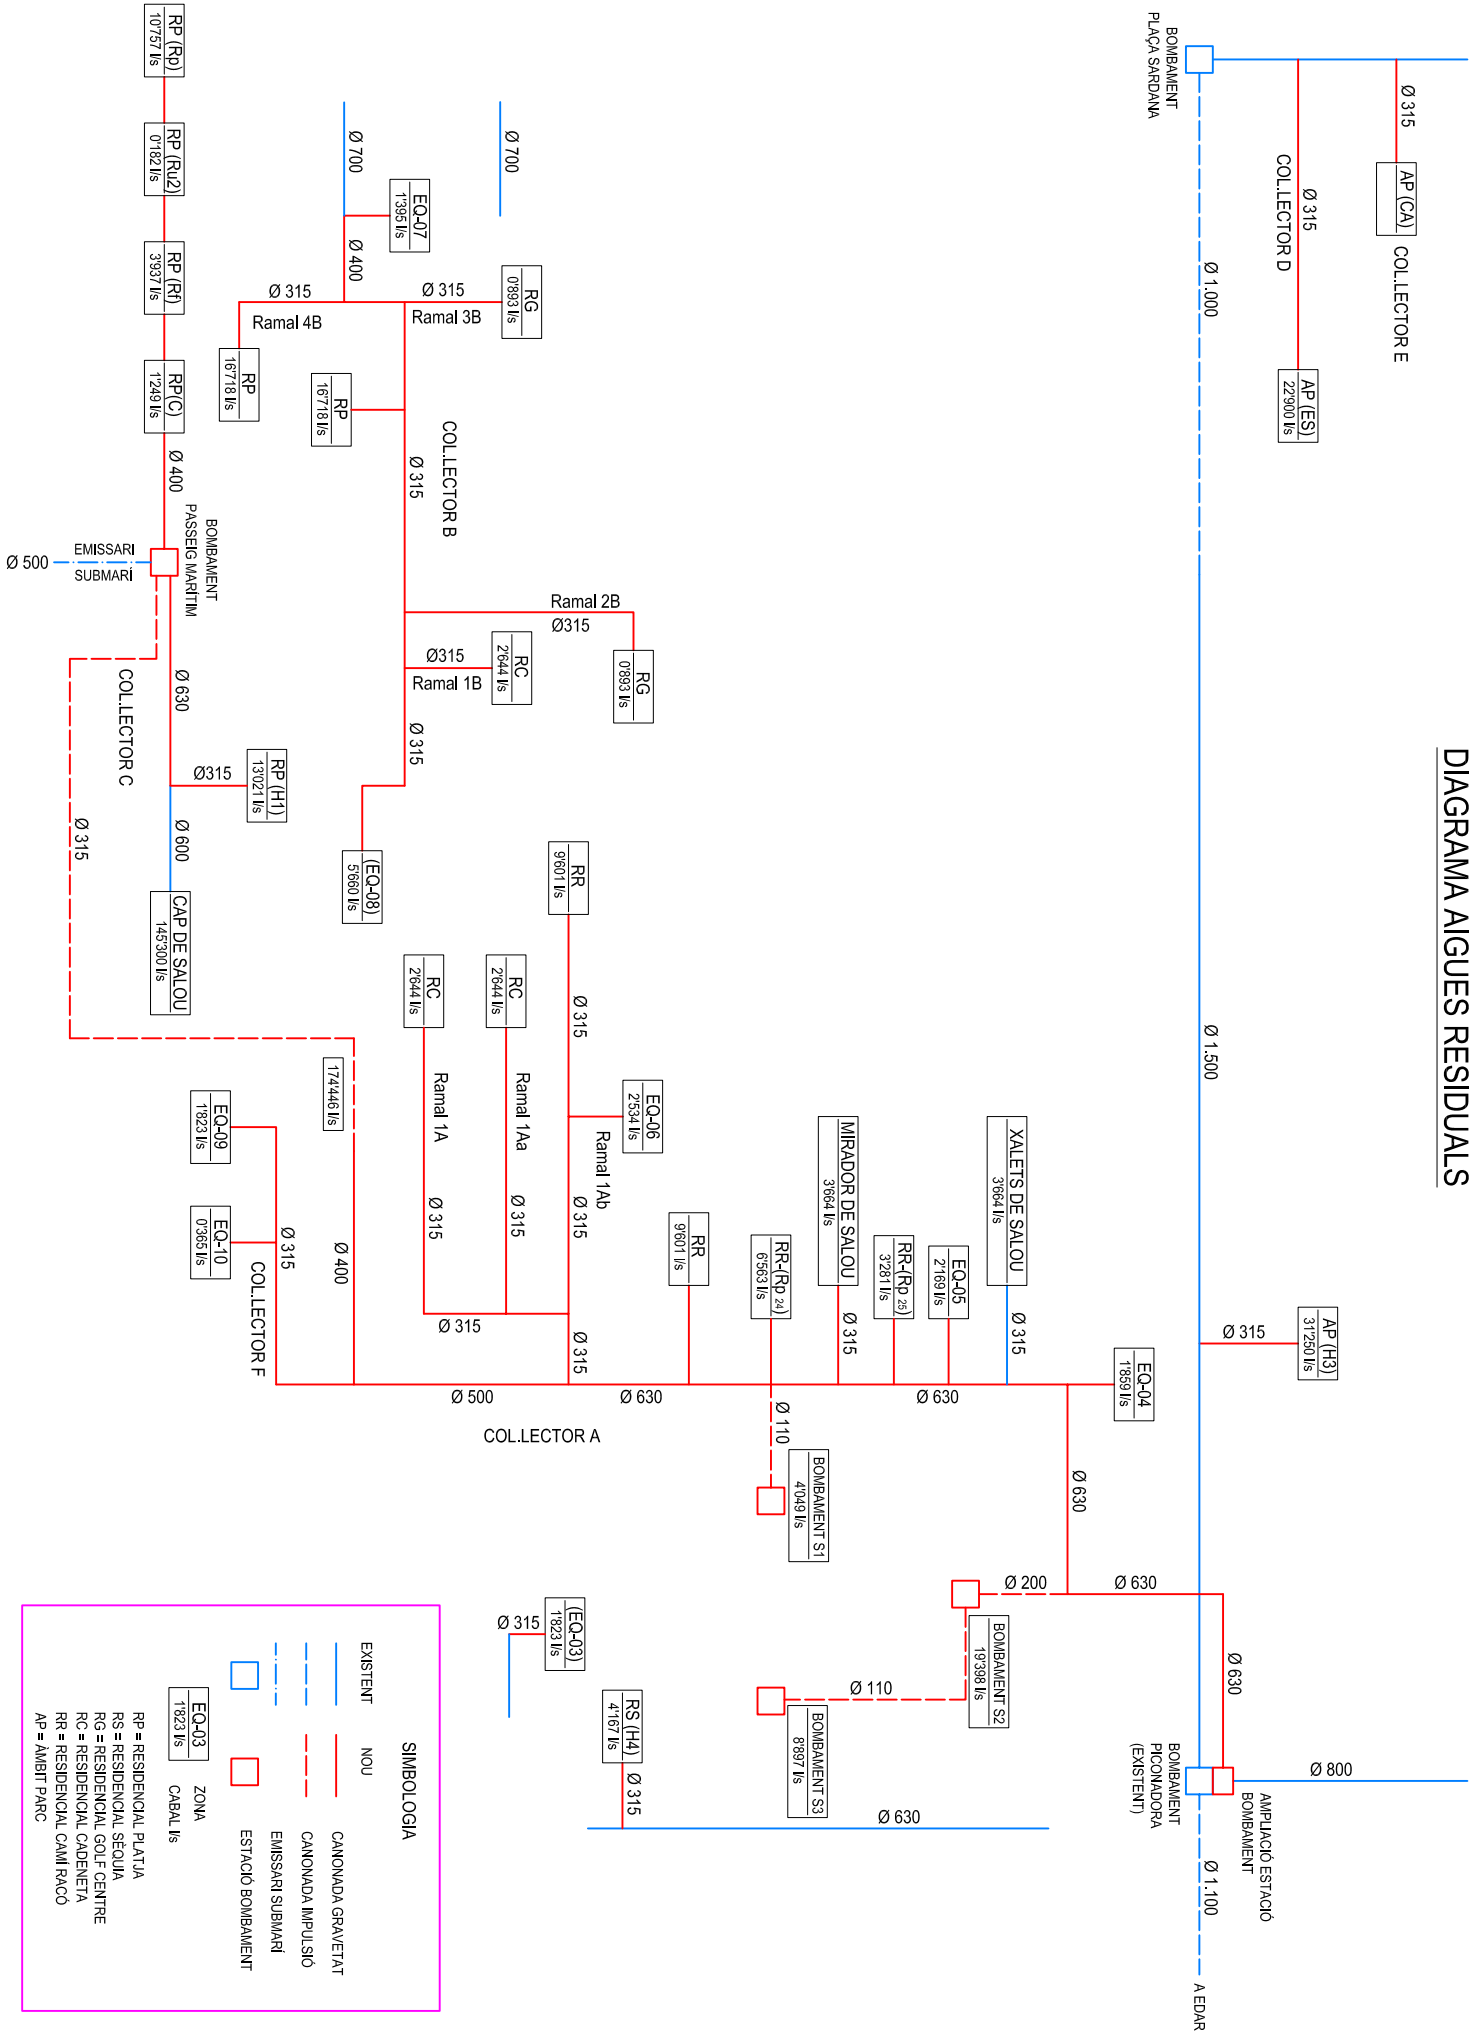 DIAGRAMA AIGUES RESIDUALS
BOMBAMENT
PLAÇA SARDANA
Ø 315
AP (CA)
COL.LECTOR E
Ø 315
COL.LECTOR D
AP (ES)
22'900 l/s
Ø 1.000
Ø 1.500
Ø 315
AP (H3)
31'250 l/s
Ø 800
AMPLIACIÓ ESTACIÓ
BOMBAMENT
BOMBAMENT
PICONADORA
(EXISTENT)
Ø 1.100
A EDAR
Ø 630
Ø 630
Ø 200
Ø 630
BOMBAMENT S2
19'398 l/s
Ø 110
BOMBAMENT S3
8'897 l/s
EQ-04
1'859 l/s
XALETS DE SALOU
3'664 l/s
Ø 315
EQ-05
2'169 l/s
Ø 630
RR-(Rp 25)
3'281 l/s
MIRADOR DE SALOU
3'664 l/s
Ø 315
RR-(Rp 24)
6'563 l/s
Ø 110
BOMBAMENT S1
4'049 l/s
RR
9'601 l/s
Ø 630
COL.LECTOR A
Ø 500
Ø 315
RR
9'601 l/s
Ø 315
EQ-06
2'534 l/s
Ramal 1Ab
Ø 315
RC
2'644 l/s
Ramal 1Aa
Ø 315
RC
2'644 l/s
Ramal 1A
Ø 315
Ø 315
174'446 l/s
Ø 400
EQ-09
1'823 l/s
EQ-10
0'365 l/s
Ø 315
COL.LECTOR F
Ø 700
Ø 700
EQ-07
1'395 l/s
Ø 400
RG
0'893 l/s
Ø 315
Ramal 3B
Ø 315
Ramal 4B
RP
16'718 l/s
RP
16'718 l/s
COL.LECTOR B
Ø 315
Ramal 2B
Ø315
RG
0'893 l/s
RC
2'644 l/s
Ø315
Ramal 1B
Ø 315
(EQ-08)
5'660 l/s
RP (Rp)
10'757 l/s
RP (Ru2)
0'182 l/s
RP (Rf)
3'937 l/s
RP(C)
1'249 l/s
Ø 400
BOMBAMENT
PASSEIG MARÍTIM
EMISSARI
SUBMARÍ
Ø 500
Ø 630
COL.LECTOR C
Ø 315
Ø315
RP (H1)
13'021 l/s
Ø 600
CAP DE SALOU
145'300 l/s
(EQ-03)
1'823 l/s
Ø 315
RS (H4)
4'167 l/s
Ø 315
Ø 630
SIMBOLOGIA
EXISTENT
NOU
CANONADA GRAVETAT
CANONADA IMPULSIÓ
EMISSARI SUBMARÍ
ESTACIÓ BOMBAMENT
EQ-03
1'823 l/s
ZONA
CABAL l/s
RP = RESIDENCIAL PLATJA
RS = RESIDENCIAL SÈQUIA
RG = RESIDENCIAL GOLF CENTRE
RC = RESIDENCIAL CADENETA
RR = RESIDENCIAL CAMÍ RACÓ
AP = ÀMBIT PARC